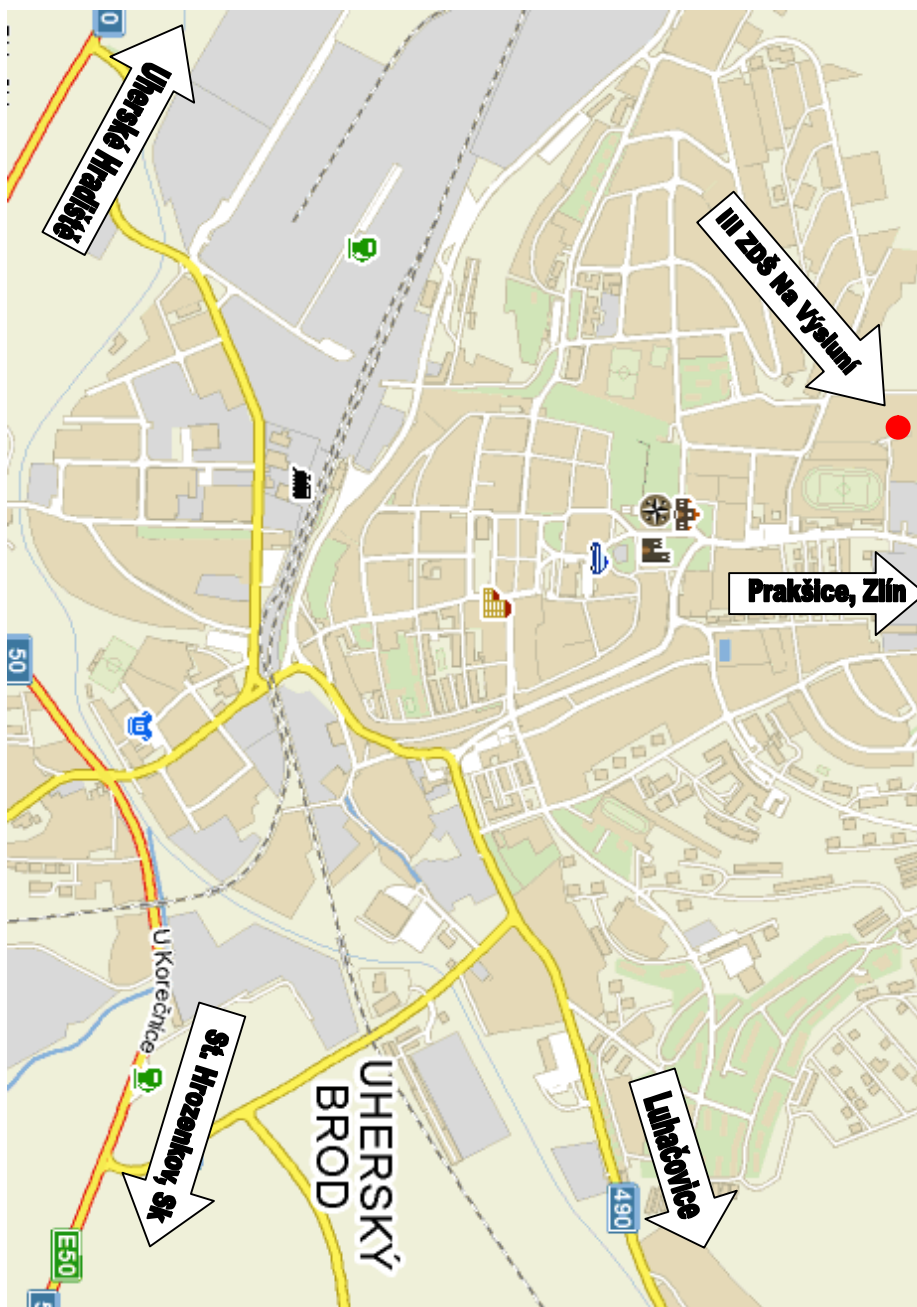 Uherské Hradiště
III ZDŠ Na Výsluní
Prakšice, Zlín
50
U Korečnice
St. Hrozenkov, Sk
UHERSKÝ
BROD
Luhačovice
490
E50